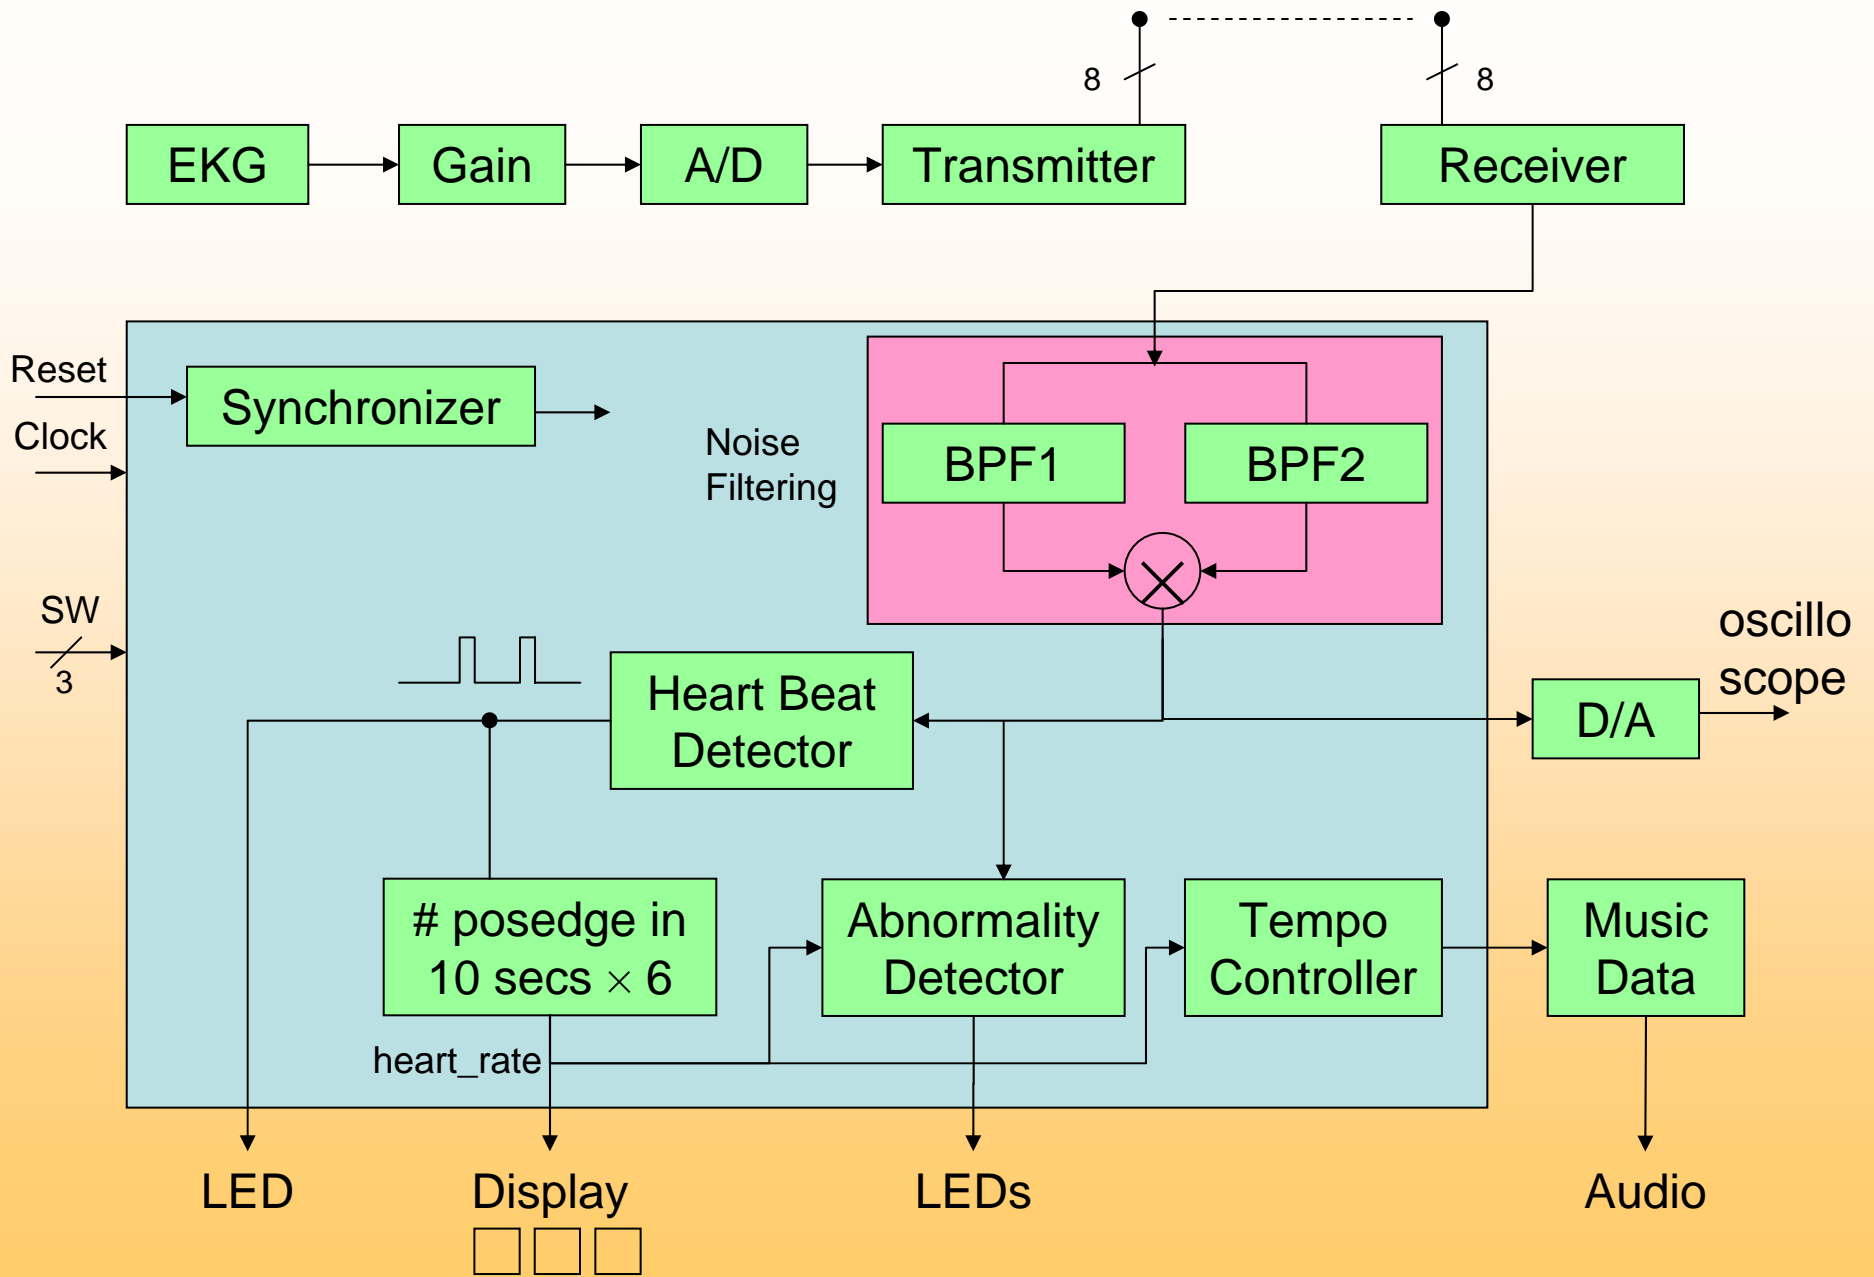 8
8
EKG
Gain
A/D
Transmitter
Receiver
Reset
Synchronizer
Clock
Noise
Filtering
BPF1
BPF2
SW
3
Heart Beat
Detector
oscillo
scope
D/A
# posedge in
10 secs × 6
Abnormality
Detector
Tempo
Controller
Music
Data
heart_rate
LED
Display
LEDs
Audio